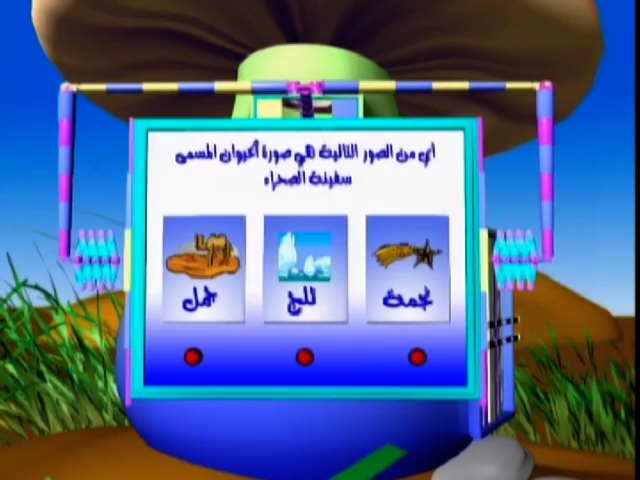 أي من الصور التالية هي صورة الحيوان المسمى
سفينة الصحراء
نجمة
ثلج
جمل